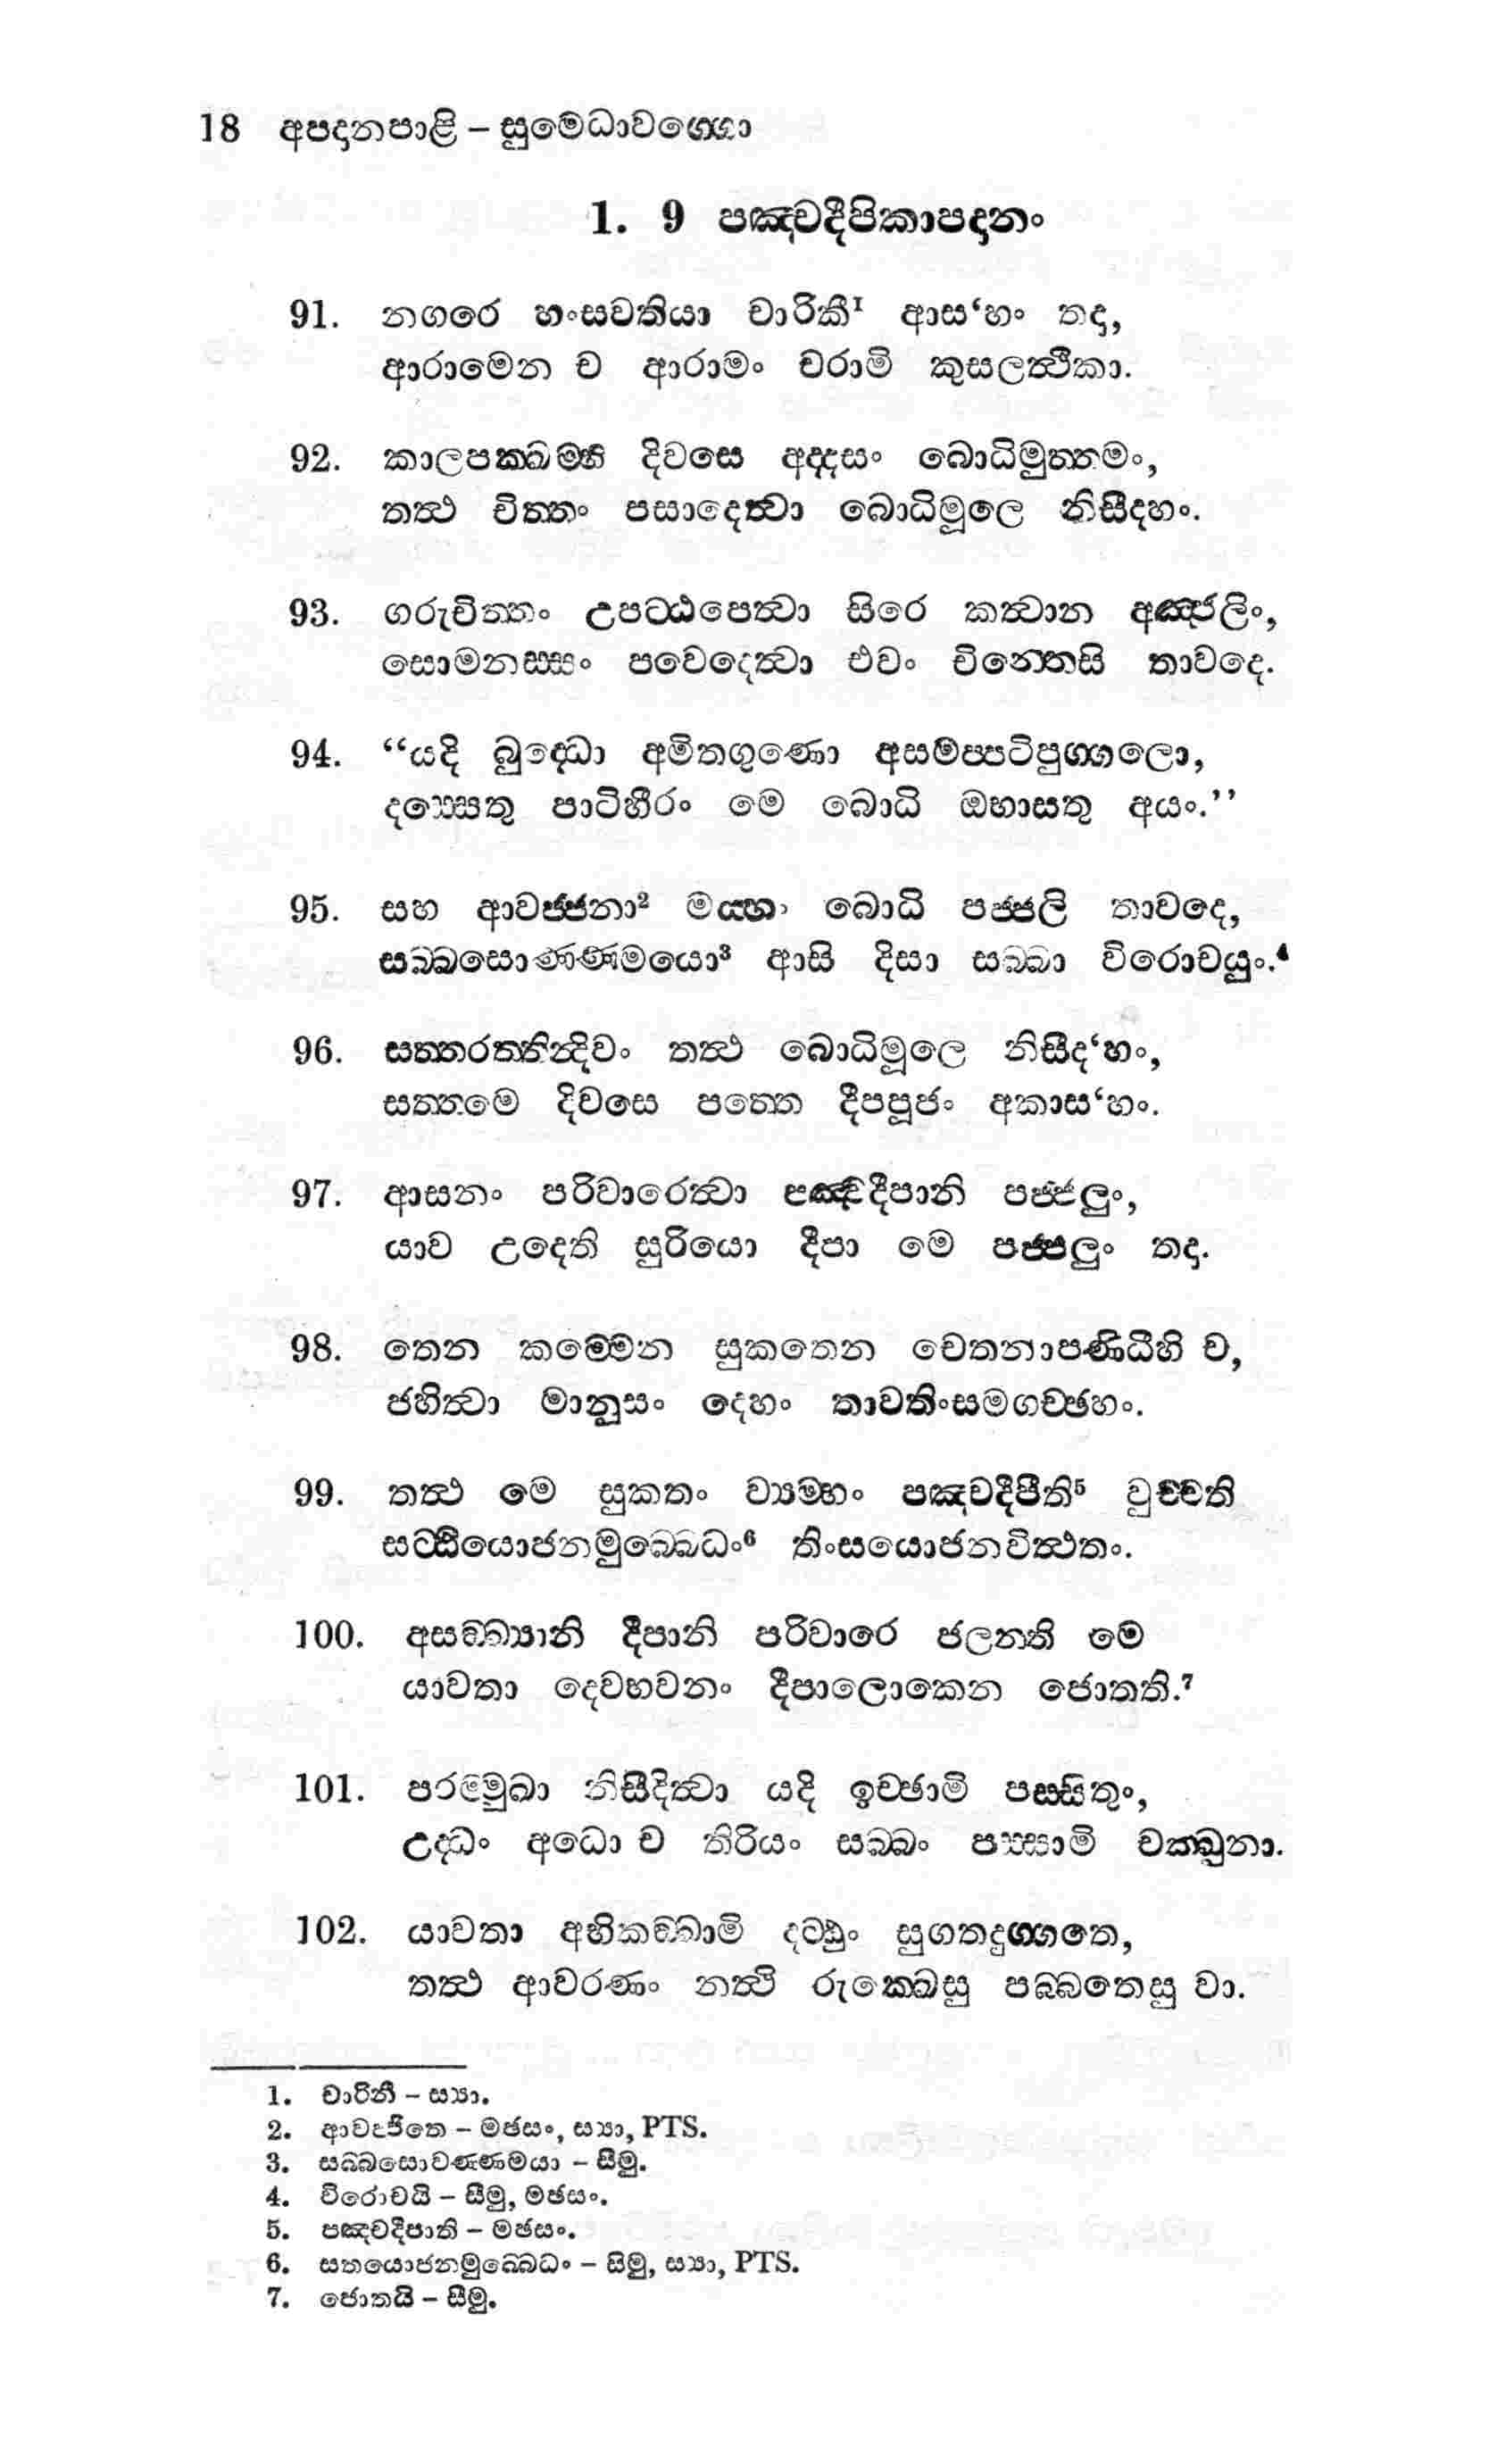 18 අපදානපාළි – සුමෙධාවග්ගො
1. 9 පඤ්චදීපිකාපදානං
91. නගරෙ හංසවතියා චාරිකී¹ ආස‘හං තදා,
ආරාමෙන ච ආරාමං චරාමි කුසලත්ථිකා.
92. කාලපක්ඛම්හි දිවසෙ අද්දසං බොධිමුත්තමං,
තත්ථ චිත්තං පසාදෙත්වා බොධිමූලෙ නිසීදහං.
93. ගරුචිත්තං උපට්ඨපෙත්වා සිරෙ කත්වාන අඤ්ජලිං,
සොමනස්සං පවෙදෙත්වා එවං චින්තෙසි තාවදෙ.
94. “යදි බුද්ධො අමිතගුණො අසමප්පටිපුග්ගලො,
දස්සෙතු පාටිහීරං මෙ බොධි ඔභාසතු අයං.”
95. සහ ආවජ්ජනා² මය්හං බොධි පජ්ජලි තාවදෙ,
සබ්බසොණ්ණමයො³ ආසි දිසා සබ්බා විරොචයුං.⁴
96. සත්තරත්තින්දිවං තත්ථ බොධිමූලෙ නිසීද‘හං,
සත්තමෙ දිවසෙ පත්තෙ දීපපූජං අකාස‘හං.
97. ආසනං පරිවාරෙත්වා පඤ්චදීපානි පජ්ජලුං,
යාව උදෙති සුරියො දීපා මෙ පජ්ජලුං තදා.
98. තෙන කම්මෙන සුකතෙන චෙතනාපණිධීහි ච,
ජහිත්වා මානුසං දෙහං තාවතිංසමගච්ඡහං.
99. තත්ථ මෙ සුකතං ව්‍යම්හං පඤ්චදීපීති⁵ වුච්චති
සට්ඨියොජනමුබ්බෙධං⁶ තිංසයොජනවිත්ථතං.
100. අසඞ්ඛ්‍යානි දීපානි පරිවාරෙ ජලන්ති මෙ
යාවතා දෙවභවනං දීපාලොකෙන ජොතති.⁷
101. පරම්මුඛා නිසීදිත්වා යදි ඉච්ඡාමි පස්සිතුං,
උද්ධං අධො ච තිරියං සබ්බං පස්සාමි චක්ඛුනා.
102. යාවතා අභිකඞ්ඛාමි දට්ඨුං සුගතදුග්ගතෙ,
තත්ථ ආවරණං නත්ථි රුක්ඛෙසු පබ්බතෙසු වා.
1. චාරිනී – ස්‍යා.
2. ආවජ්ජිතෙ – මඡසං, ස්‍යා, PTS.
3. සබ්බසොවණ්ණමයා – සීමු.
4. විරොචයි – සීමු, මඡසං.
5. පඤ්චදීපාති – මඡසං.
6. සතයොජනමුබ්බෙධං – සිමු, ස්‍යා, PTS.
7. ජොතයි – සීමු.